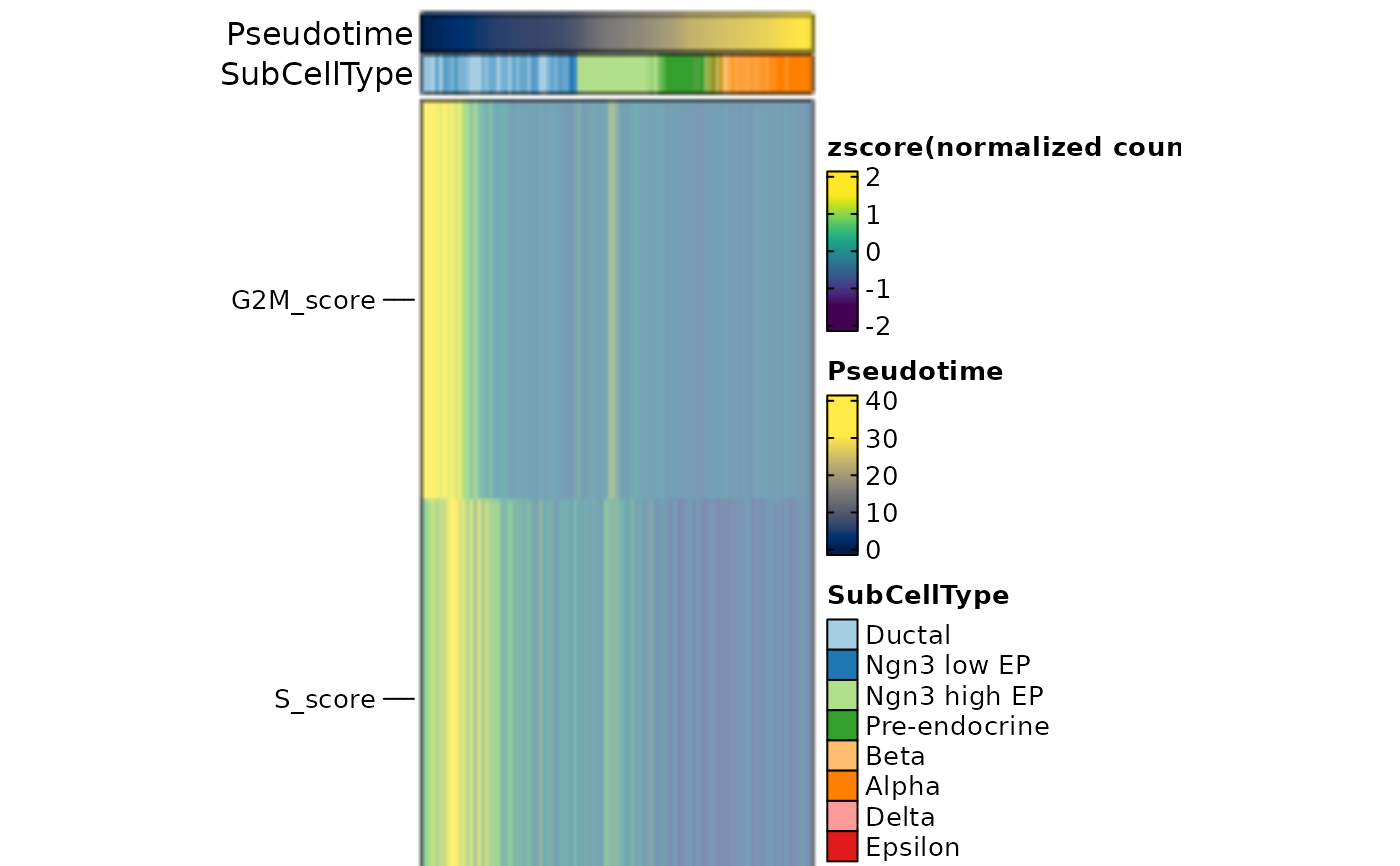 Pseudotime
SubCellType
G2M_score
S_score
zscore(normalized coun
2
1
0
-1
-2
Pseudotime
40
30
20
10
0
SubCellType
Ductal
Ngn3 low EP
Ngn3 high EP
Pre-endocrine
Beta
Alpha
Delta
Epsilon